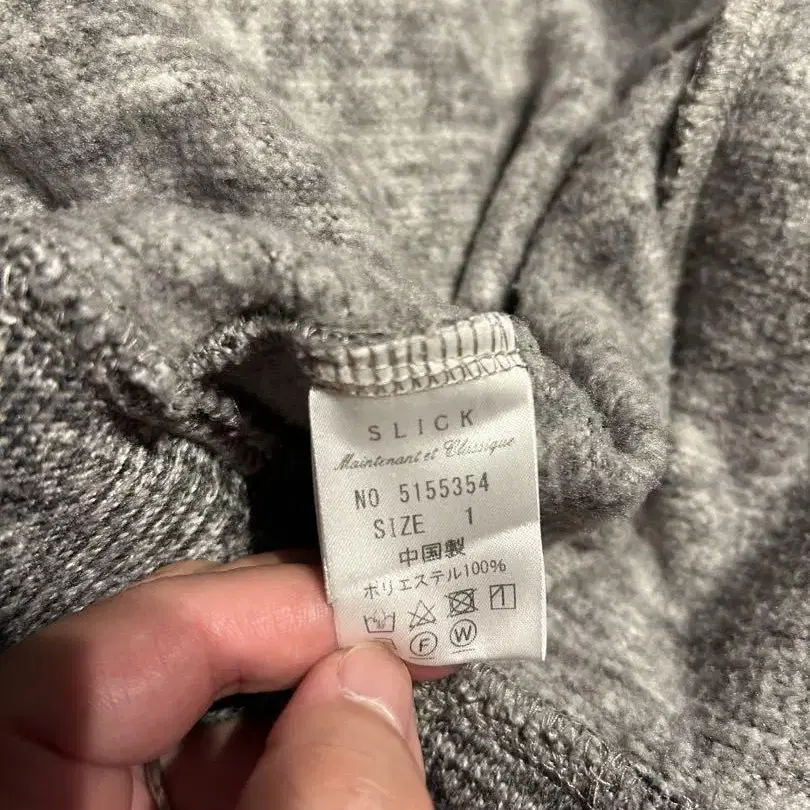 SLICK
Maintenant et Classique
NO 5155354
SIZE 1
中国製
ポリエステル100%
F W